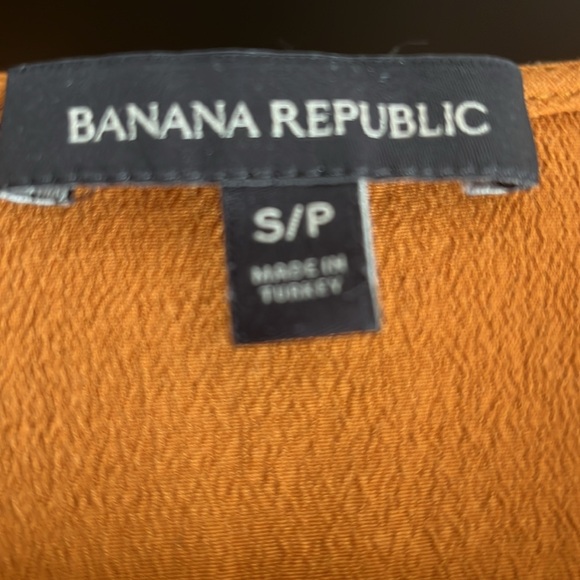 BANANA REPUBLIC
S/P
MADE IN
TURKEY